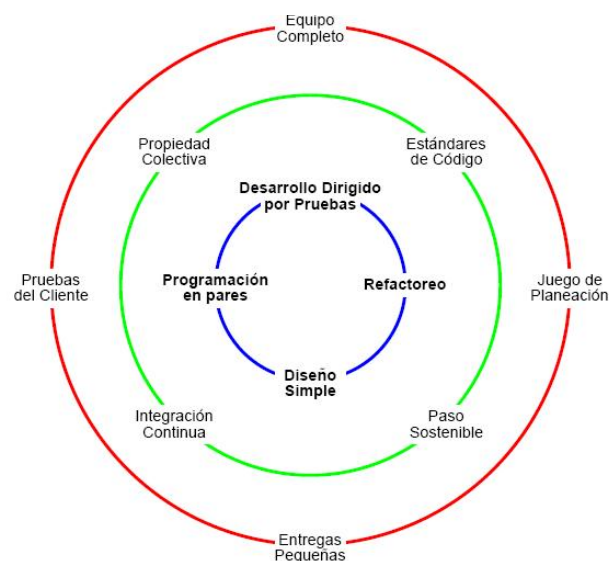 Equipo
Completo
Propiedad
Colectiva
Estándares
de Código
Desarrollo Dirigido
por Pruebas
Pruebas
del Cliente
Programación
en pares
Refactoreo
Juego de
Planeación
Diseño
Simple
Integración
Continua
Paso
Sostenible
Entregas
Pequeñas